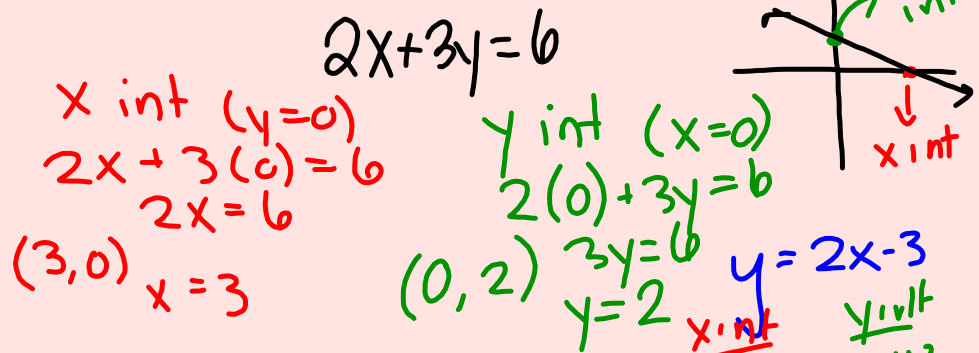 2x+3y=6
int
x int
x int (y=0)
2x + 3(0) = 6
2x = 6
(3,0)
x = 3
y int (x=0)
2(0)+3y=6
3y=6
(0,2)
y=2
y=2x-3
x int
y int